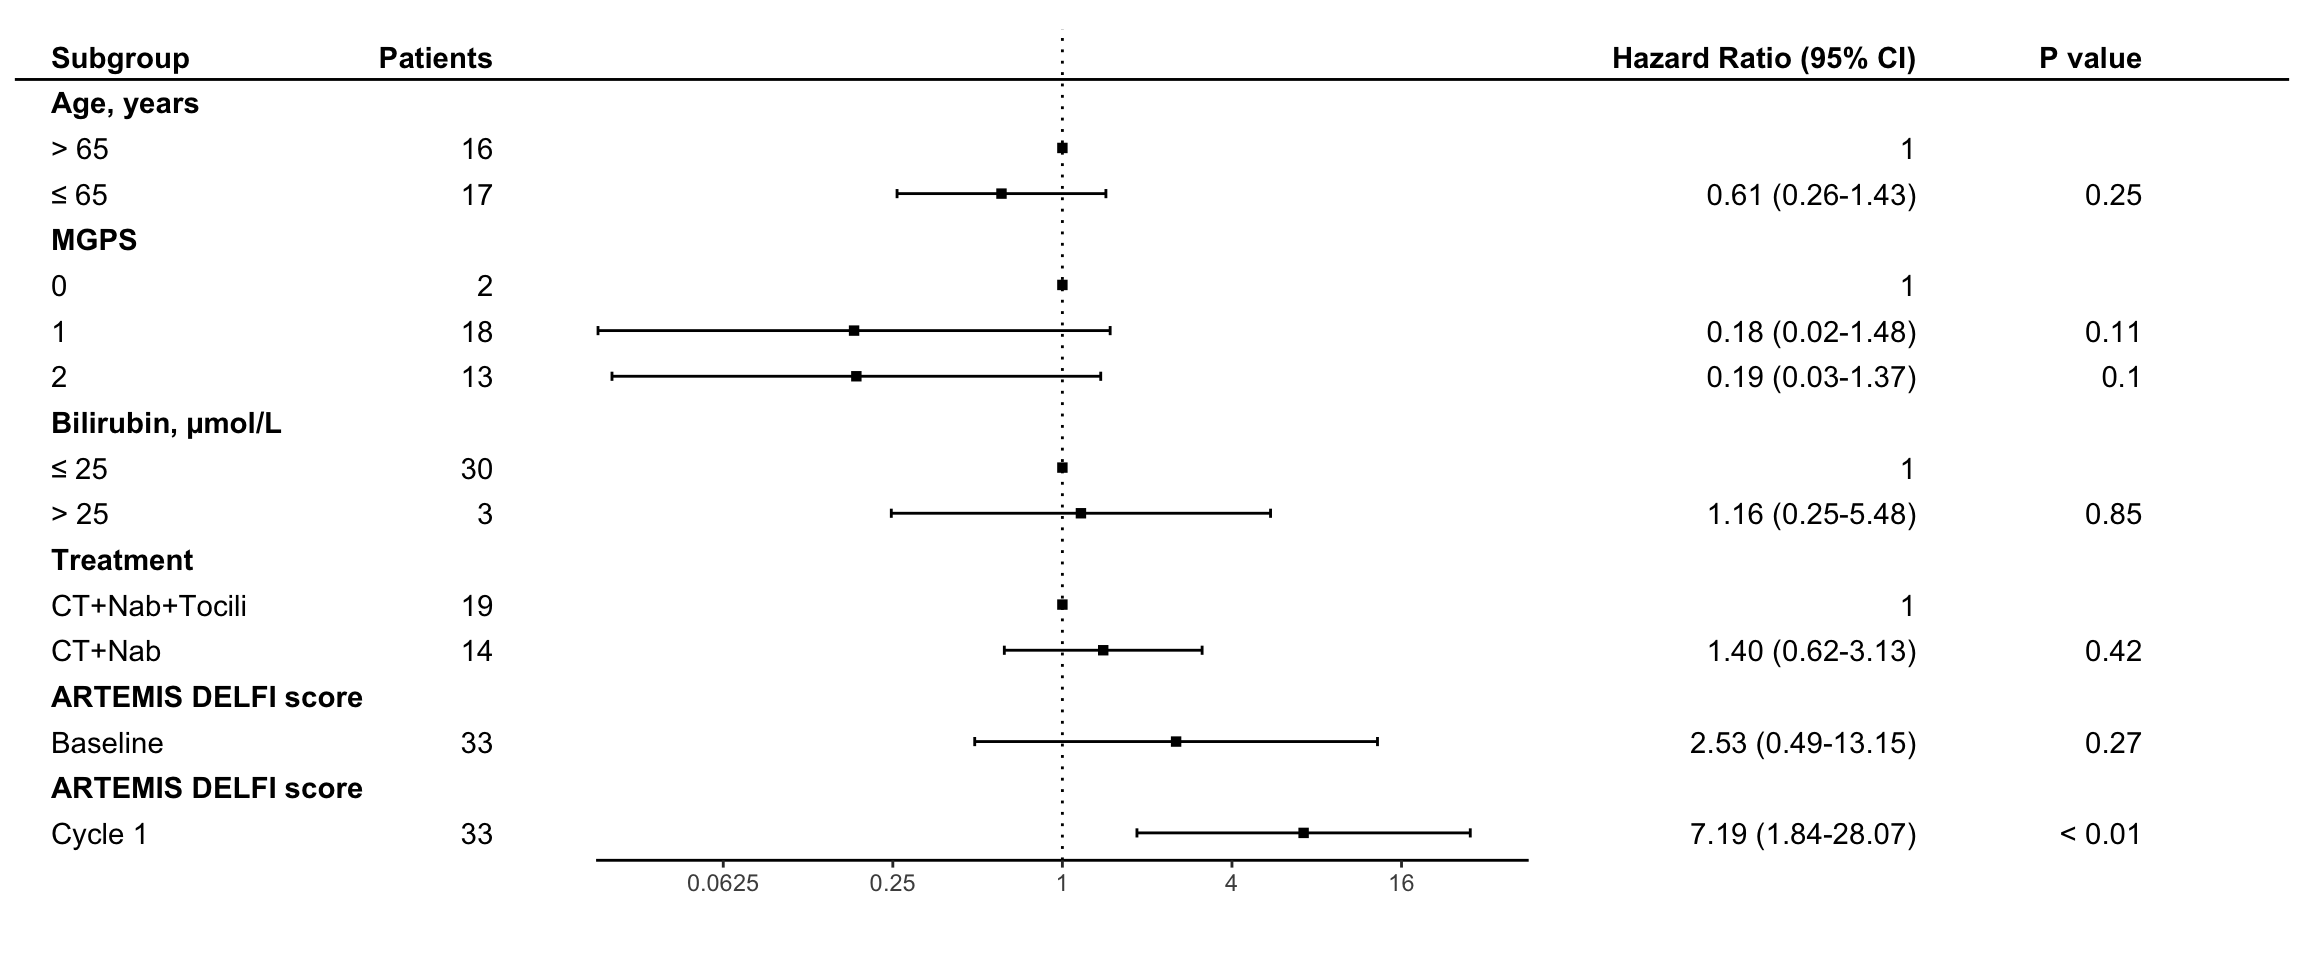 Subgroup Patients Hazard Ratio (95% CI) P value
Age, years
> 65 16 1
≤ 65 17 0.61 (0.26-1.43) 0.25
MGPS
0 2 1
1 18 0.18 (0.02-1.48) 0.11
2 13 0.19 (0.03-1.37) 0.1
Bilirubin, µmol/L
≤ 25 30 1
> 25 3 1.16 (0.25-5.48) 0.85
Treatment
CT+Nab+Tocili 19 1
CT+Nab 14 1.40 (0.62-3.13) 0.42
ARTEMIS DELFI score
Baseline 33 2.53 (0.49-13.15) 0.27
ARTEMIS DELFI score
Cycle 1 33 7.19 (1.84-28.07) < 0.01
0.0625 0.25 1 4 16